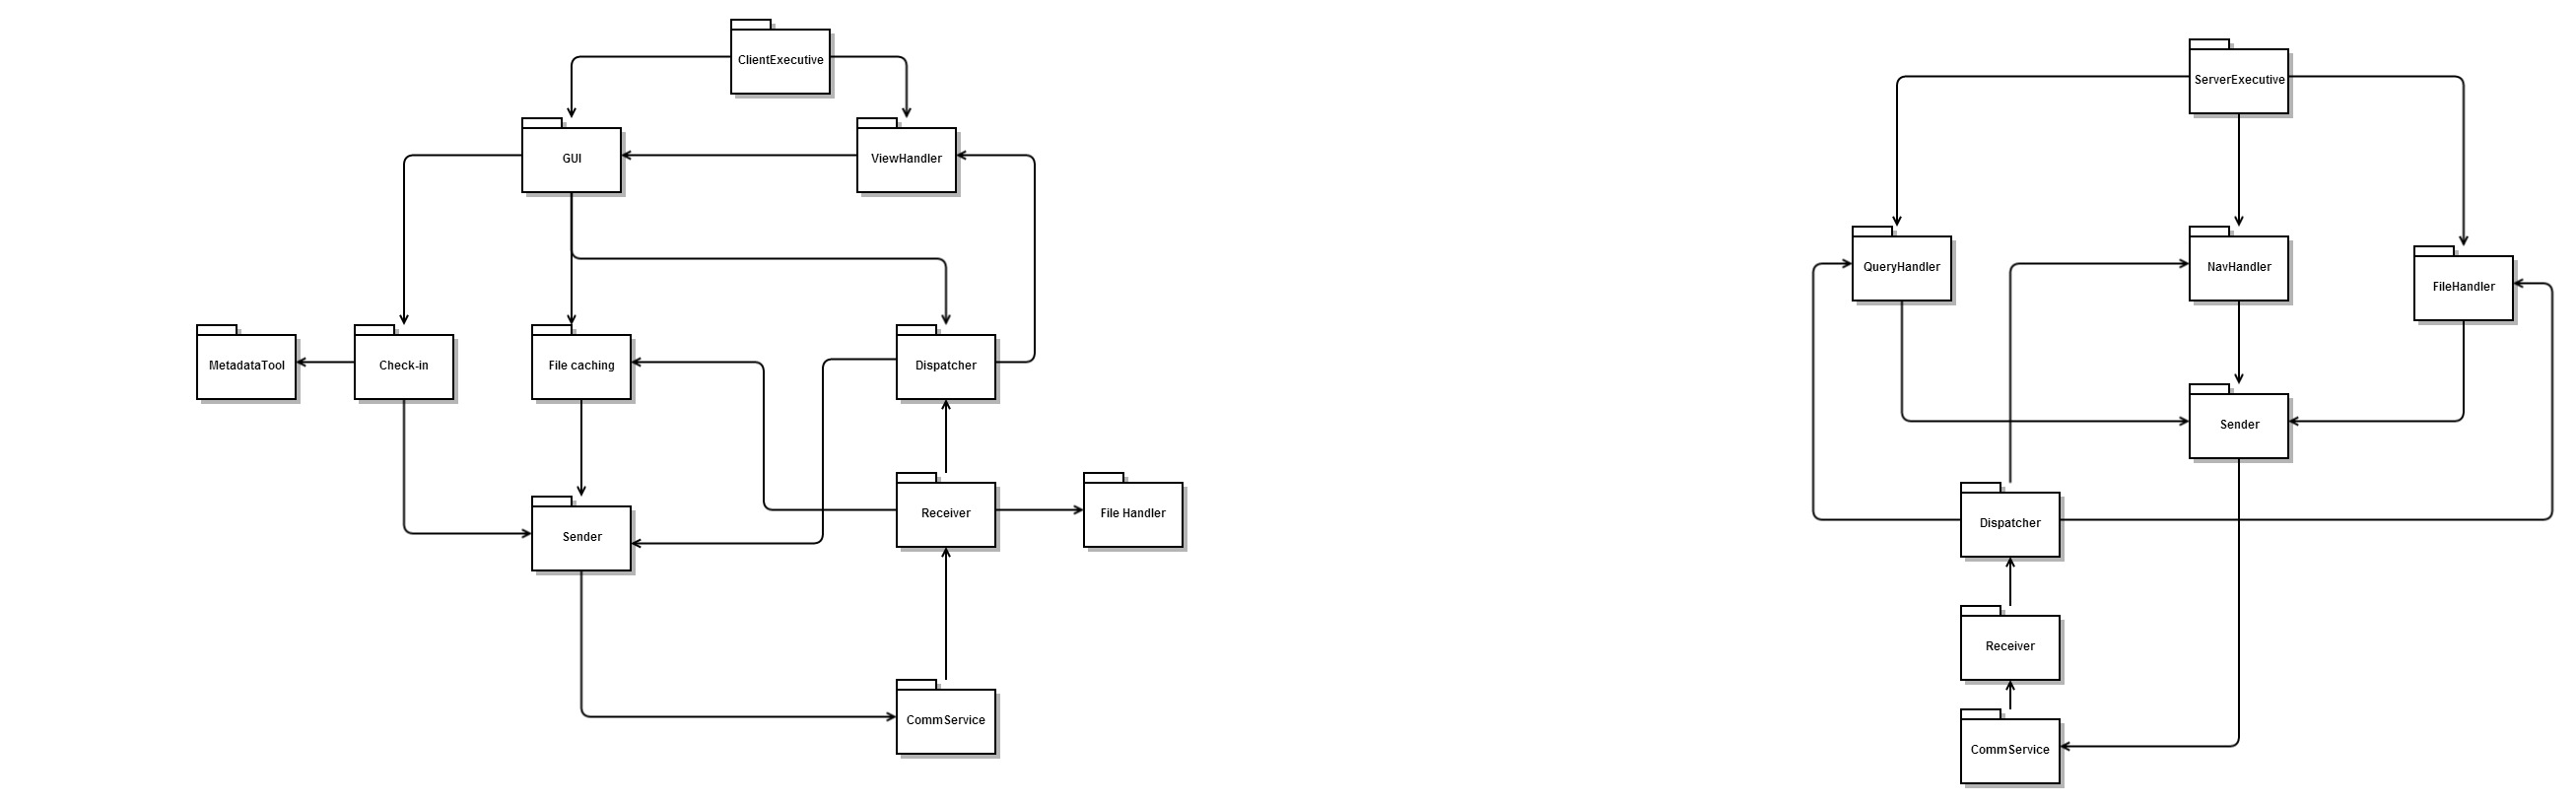 ClientExecutive
ServerExecutive
GUI
ViewHandler
QueryHandler
NavHandler
FileHandler
MetadataTool
Check-in
File caching
Dispatcher
Sender
Receiver
File Handler
Dispatcher
Sender
Receiver
CommService
CommService